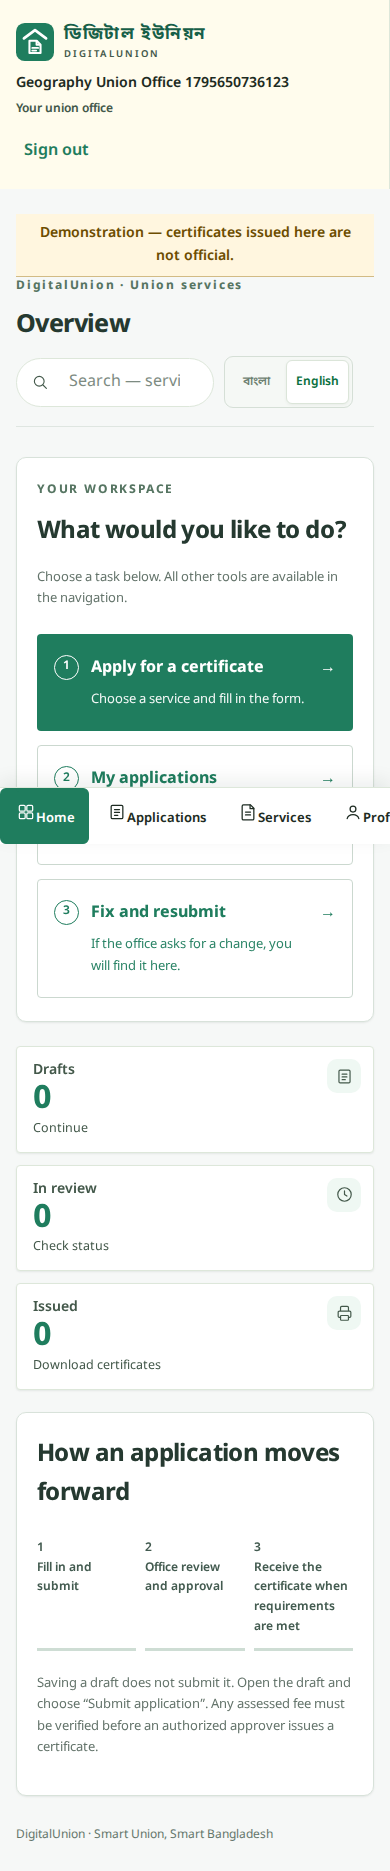 ডিজিটাল ইউনিয়ন
DIGITALUNION
Geography Union Office 1795650736123
Your union office
Sign out
Demonstration — certificates issued here are
not official.
DigitalUnion · Union services
Overview
Search — servi
বাংলা
English
YOUR WORKSPACE
What would you like to do?
Choose a task below. All other tools are available in
the navigation.
1
Apply for a certificate
→
Choose a service and fill in the form.
2
My applications
→
Home
Applications
Services
Prof
3
Fix and resubmit
→
If the office asks for a change, you
will find it here.
Drafts
0
Continue
In review
0
Check status
Issued
0
Download certificates
How an application moves
forward
1
Fill in and
submit
2
Office review
and approval
3
Receive the
certificate when
requirements
are met
Saving a draft does not submit it. Open the draft and
choose “Submit application”. Any assessed fee must
be verified before an authorized approver issues a
certificate.
DigitalUnion · Smart Union, Smart Bangladesh